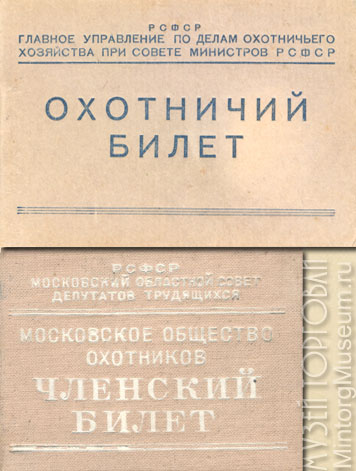 РСФСР
ГЛАВНОЕ УПРАВЛЕНИЕ ПО ДЕЛАМ ОХОТНИЧЬЕГО
ХОЗЯЙСТВА ПРИ СОВЕТЕ МИНИСТРОВ РСФСР
ОХОТНИЧИЙ
БИЛЕТ
РСФСР
МОСКОВСКИЙ ОБЛАСТНОЙ СОВЕТ
ДЕПУТАТОВ ТРУДЯЩИХСЯ
МОСКОВСКОЕ ОБЩЕСТВО
ОХОТНИКОВ
ЧЛЕНСКИЙ
БИЛЕТ
МУЗЕЙ ТОРГОВЛИ
MintorgMuseum.ru